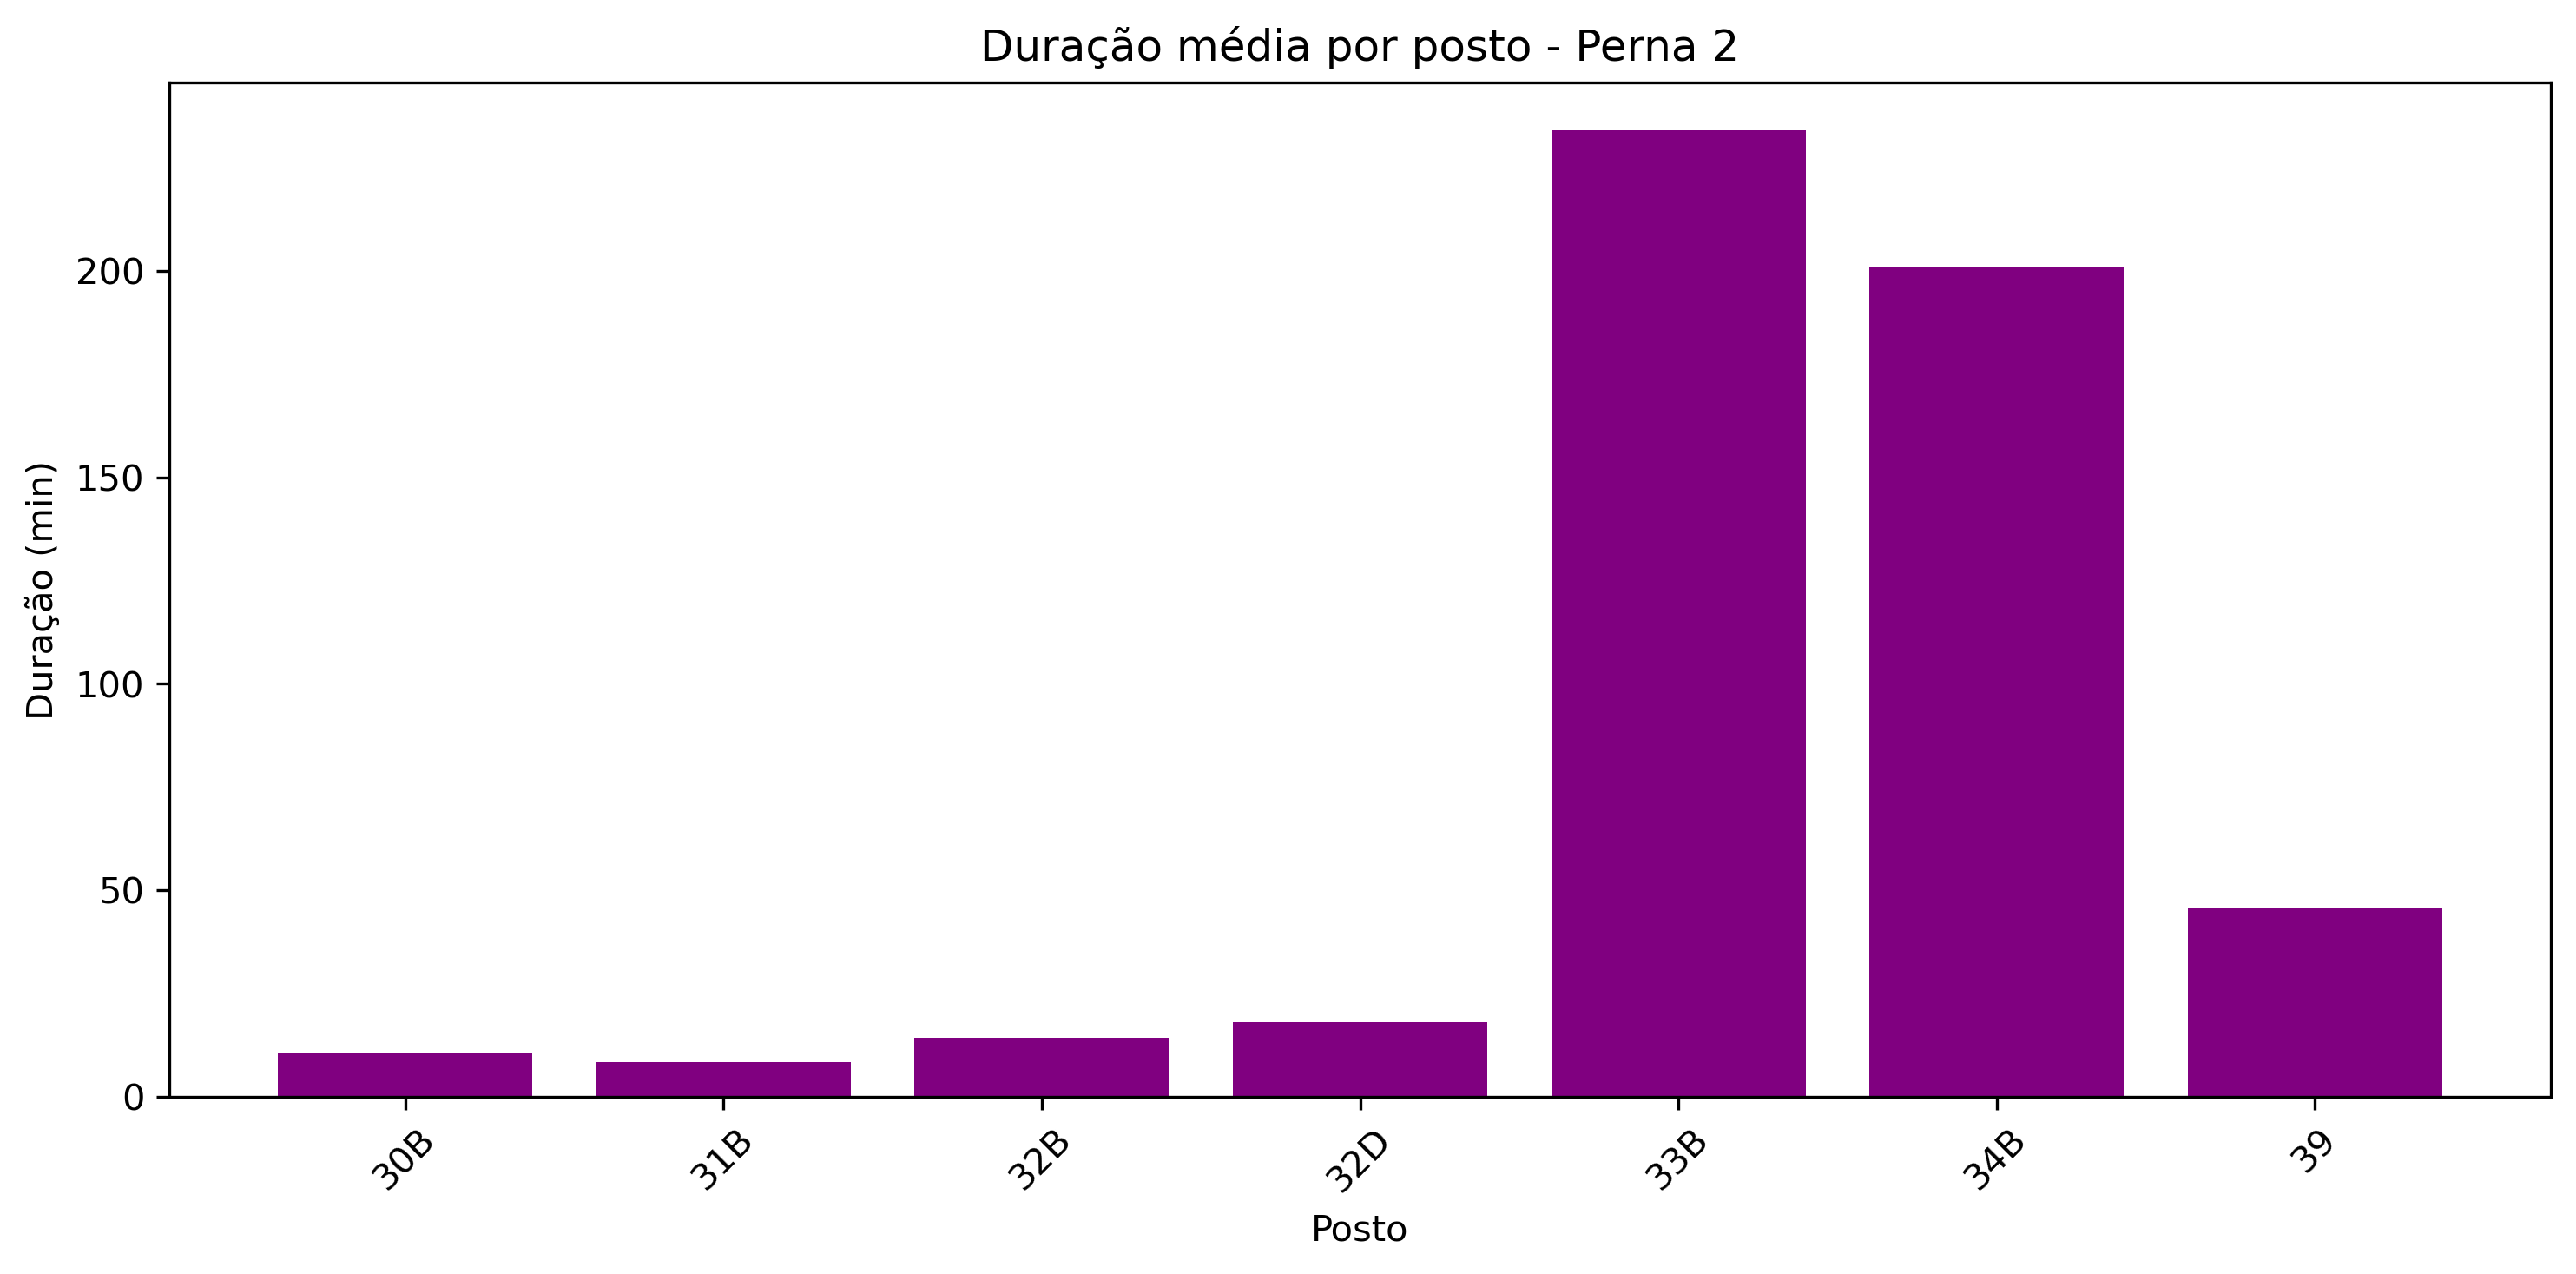 Duração média por posto - Perna 2
Duração (min)
200
150
100
50
0
30B
31B
32B
32D
33B
34B
39
Posto